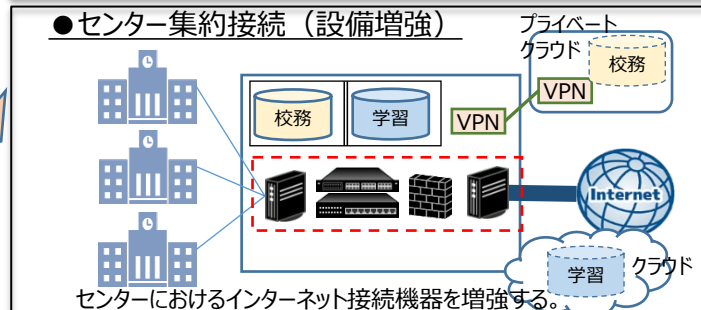 ●センター集約接続（設備増強）
プライベート
クラウド
校務
VPN
校務
学習
VPN
Internet
学習
クラウド
センターにおけるインターネット接続機器を増強する。